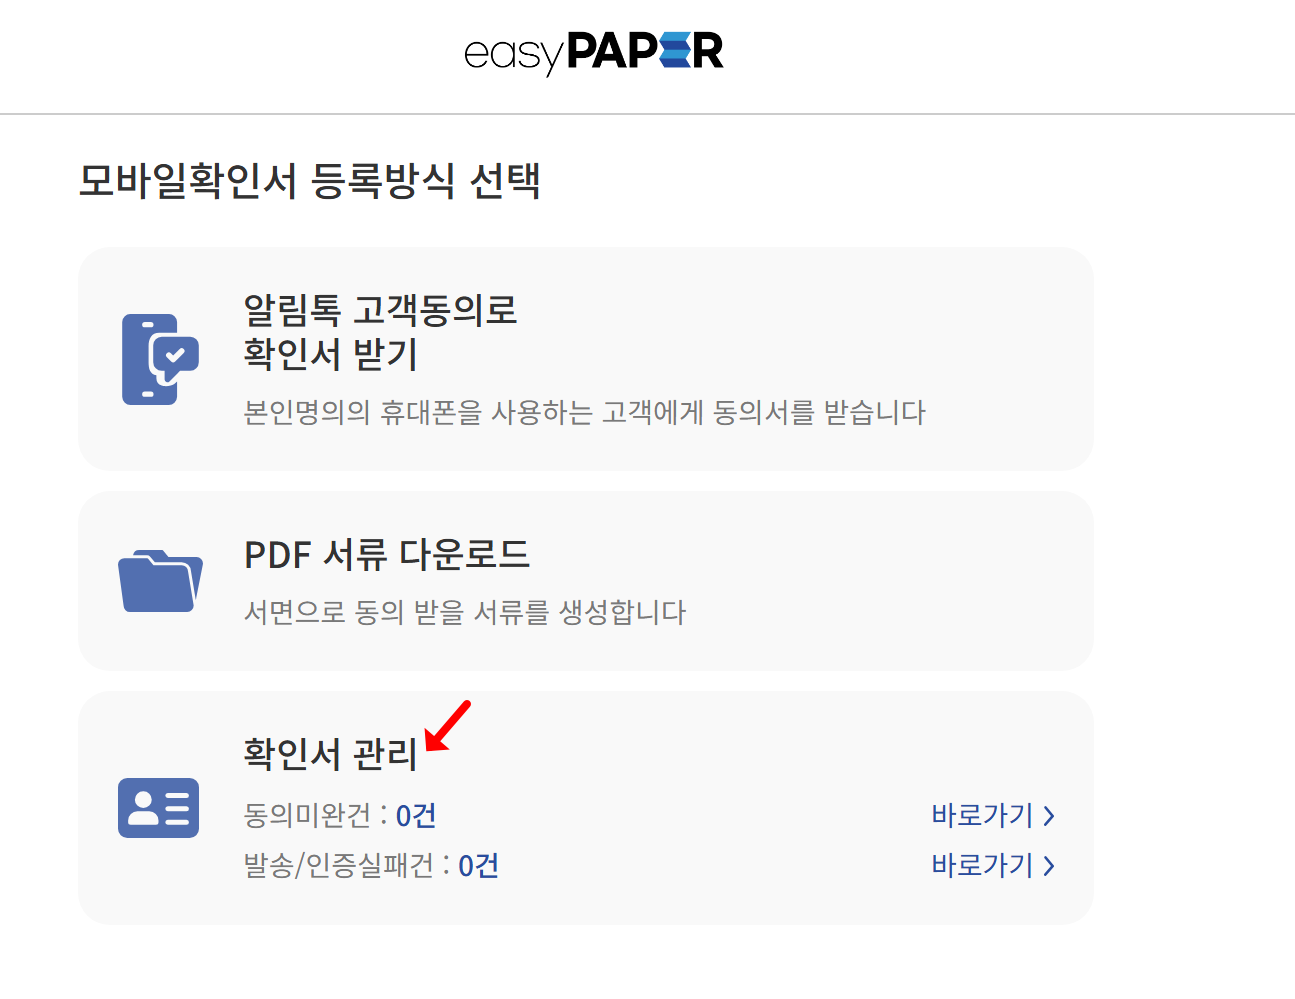 easyPAPER
모바일확인서 등록방식 선택
알림톡 고객동의로
확인서 받기
본인명의의 휴대폰을 사용하는 고객에게 동의서를 받습니다
PDF 서류 다운로드
서면으로 동의 받을 서류를 생성합니다
확인서 관리
동의미완건 : 0건 바로가기 >
발송/인증실패건 : 0건 바로가기 >